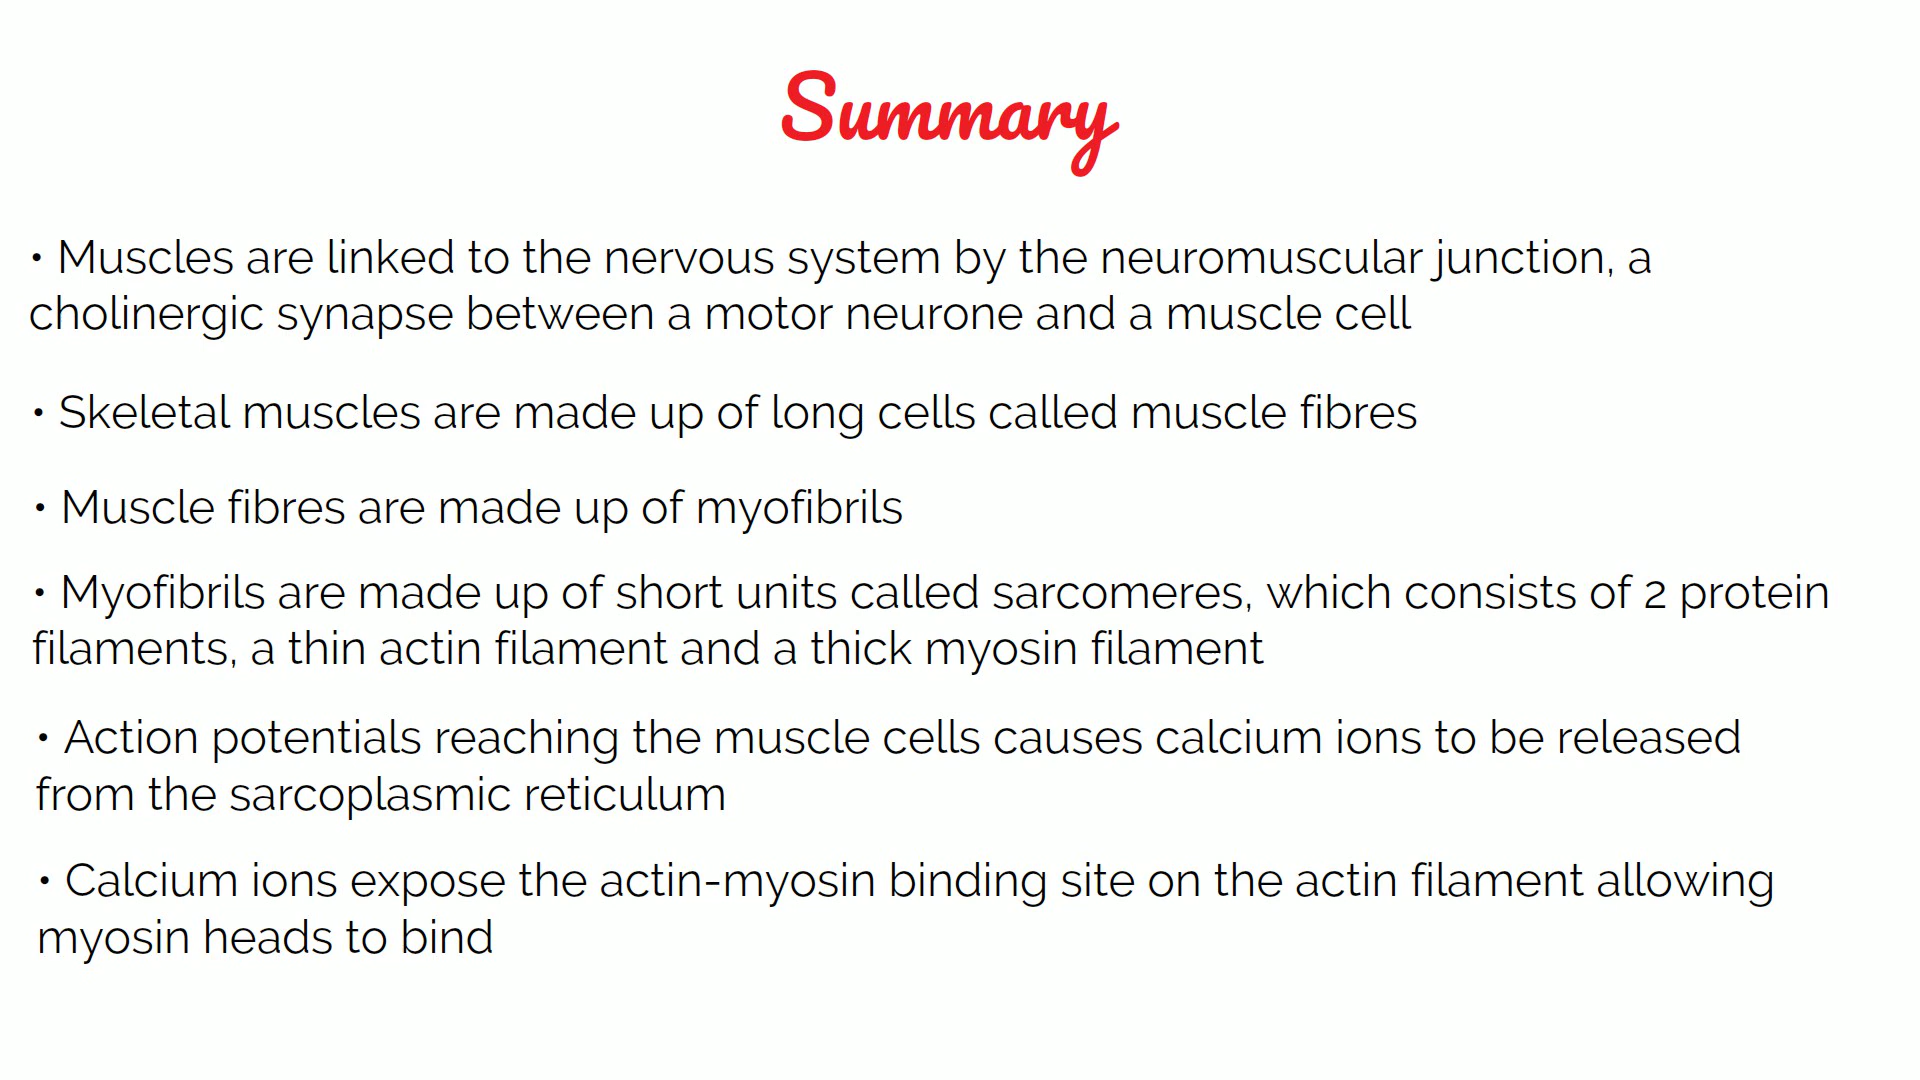 Summary
• Muscles are linked to the nervous system by the neuromuscular junction, a
cholinergic synapse between a motor neurone and a muscle cell
• Skeletal muscles are made up of long cells called muscle fibres
• Muscle fibres are made up of myofibrils
• Myofibrils are made up of short units called sarcomeres, which consists of 2 protein
filaments, a thin actin filament and a thick myosin filament
• Action potentials reaching the muscle cells causes calcium ions to be released
from the sarcoplasmic reticulum
• Calcium ions expose the actin-myosin binding site on the actin filament allowing
myosin heads to bind